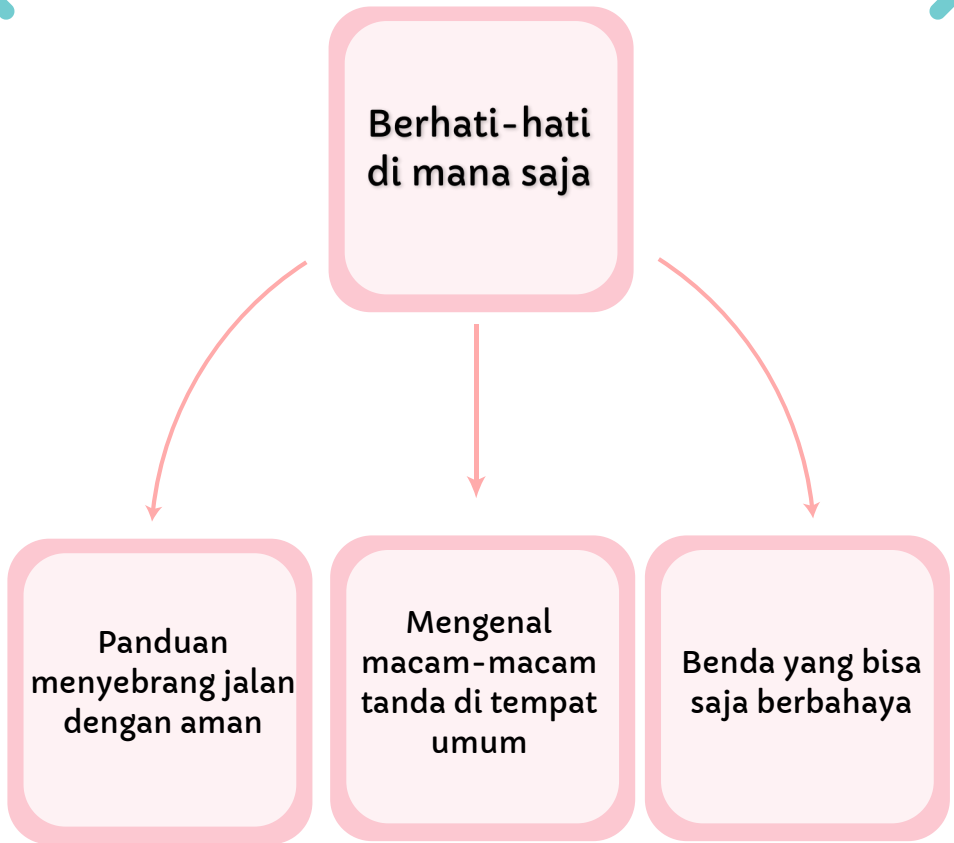 Berhati-hati
di mana saja
Panduan
menyebrang jalan
dengan aman
Mengenal
macam-macam
tanda di tempat
umum
Benda yang bisa
saja berbahaya